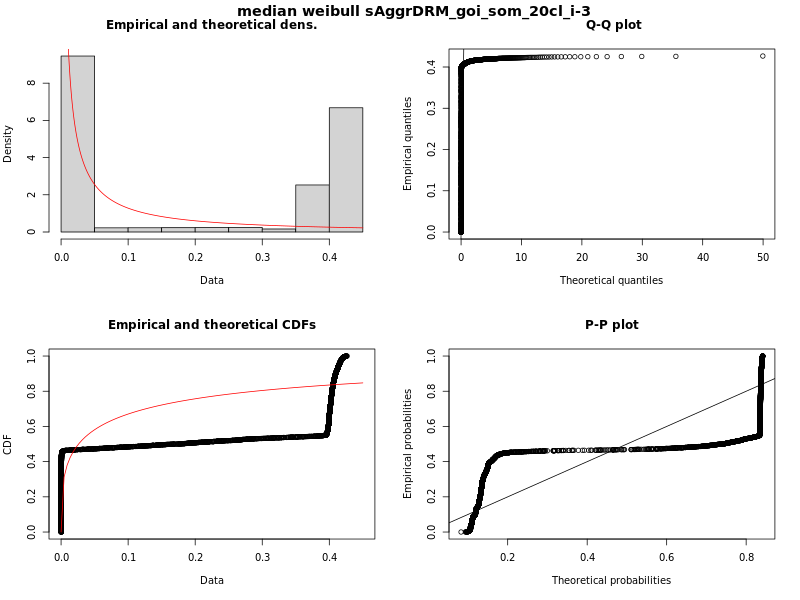 median weibull sAggrDRM_goi_som_20cl_i-3
Empirical and theoretical dens.
Density
0 2 4 6 8
0.0 0.1 0.2 0.3 0.4
Data
Q-Q plot
Empirical quantiles
0.0 0.1 0.2 0.3 0.4
0 10 20 30 40 50
Theoretical quantiles
Empirical and theoretical CDFs
CDF
0.0 0.2 0.4 0.6 0.8 1.0
0.0 0.1 0.2 0.3 0.4
Data
P-P plot
Empirical probabilities
0.0 0.2 0.4 0.6 0.8 1.0
0.2 0.4 0.6 0.8
Theoretical probabilities